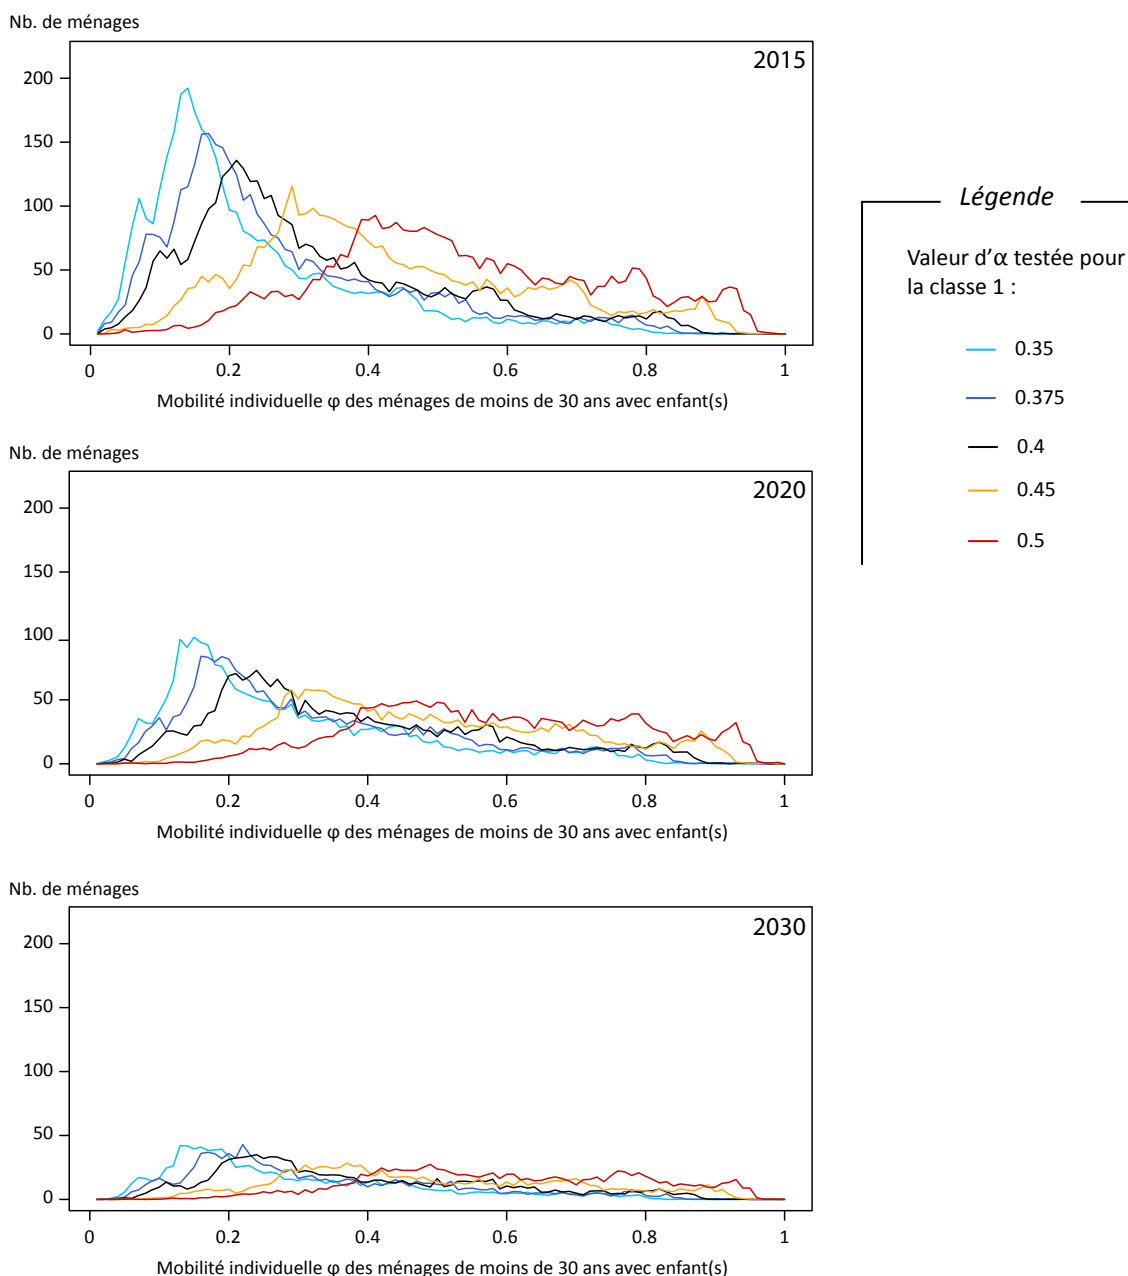 Nb. de ménages
2015
200
150
100
50
0
0 0.2 0.4 0.6 0.8 1
Mobilité individuelle φ des ménages de moins de 30 ans avec enfant(s)
Légende
Valeur d'α testée pour
la classe 1 :
0.35
0.375
0.4
0.45
0.5
Nb. de ménages
2020
200
150
100
50
0
0 0.2 0.4 0.6 0.8 1
Mobilité individuelle φ des ménages de moins de 30 ans avec enfant(s)
Nb. de ménages
2030
200
150
100
50
0
0 0.2 0.4 0.6 0.8 1
Mobilité individuelle φ des ménages de moins de 30 ans avec enfant(s)